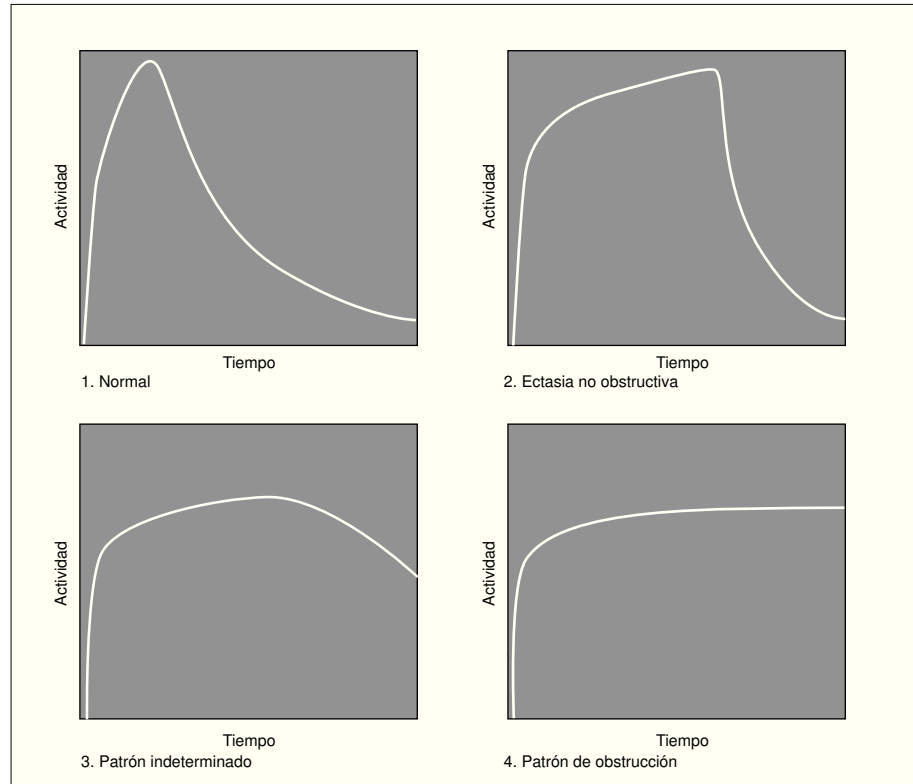 Actividad
Tiempo
1. Normal
Actividad
Tiempo
2. Ectasia no obstructiva
Actividad
Tiempo
3. Patrón indeterminado
Actividad
Tiempo
4. Patrón de obstrucción